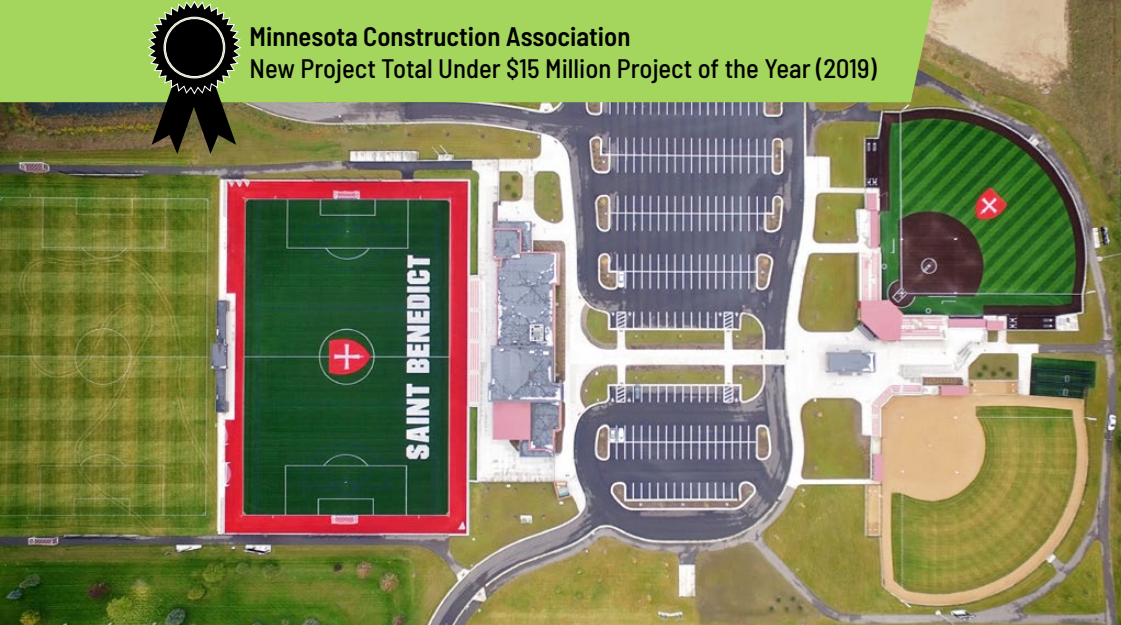 Minnesota Construction Association
New Project Total Under $15 Million Project of the Year (2019)
SAINT BENEDICT